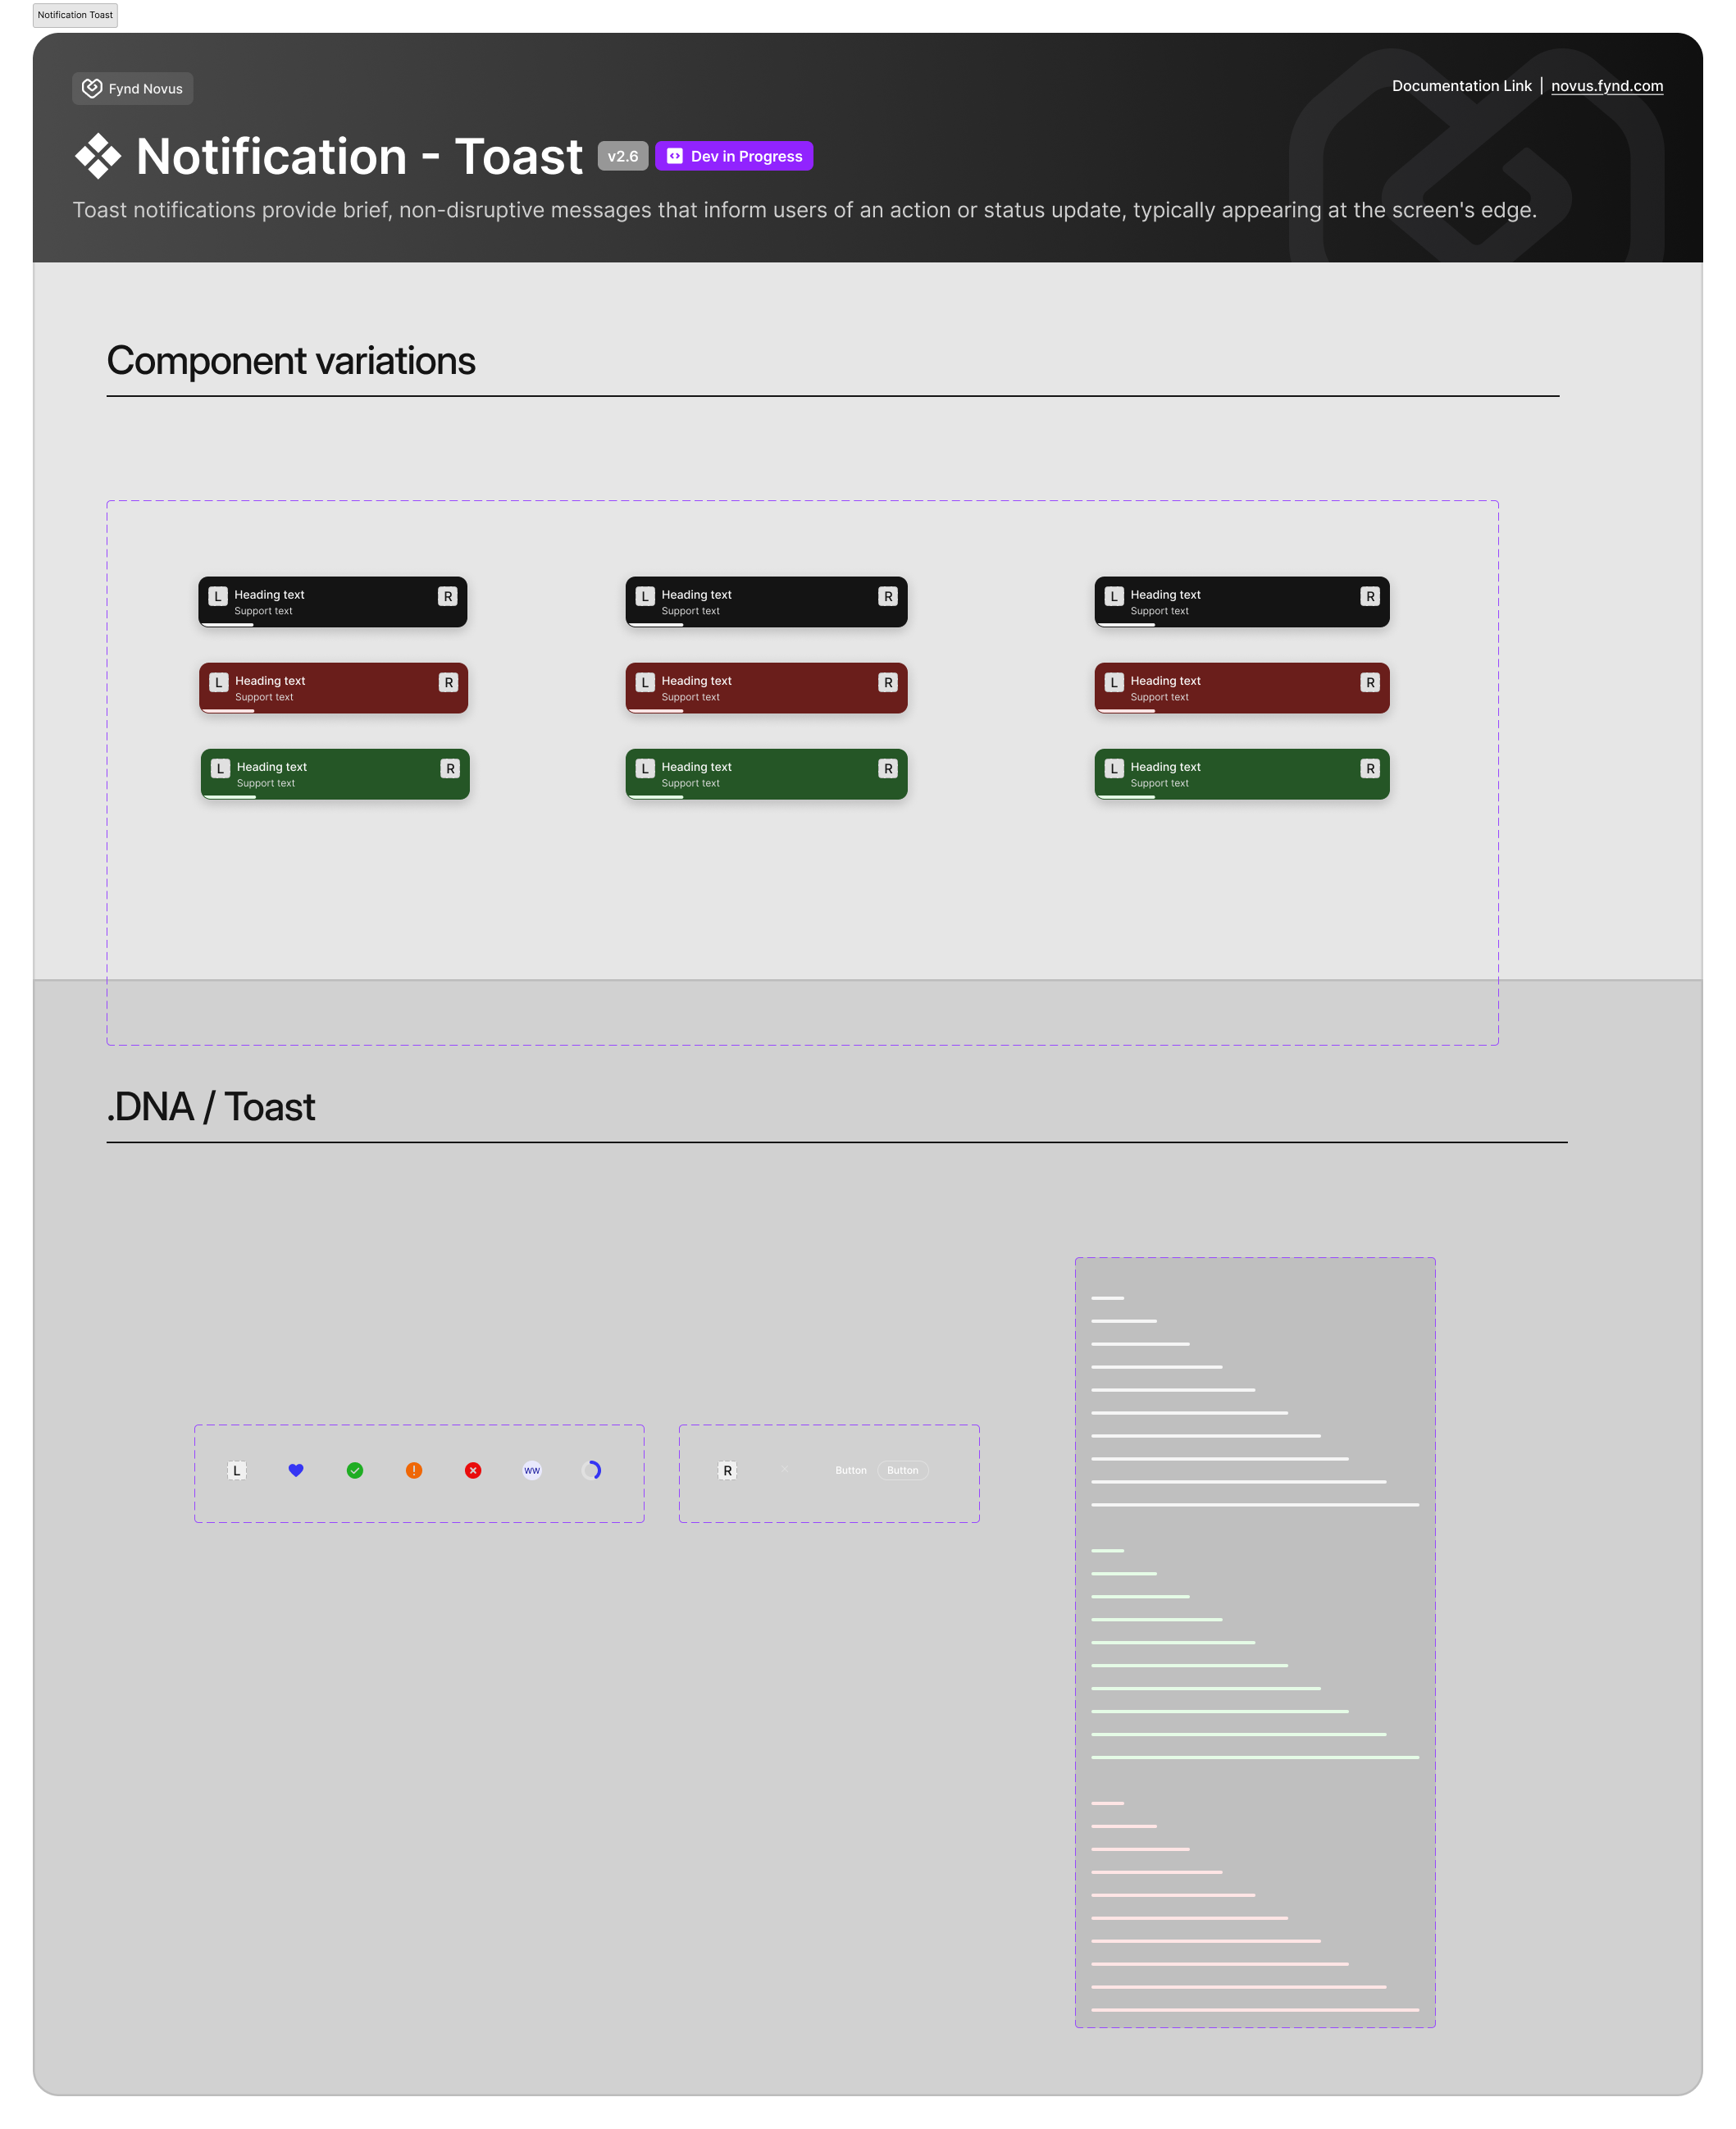 Notification Toast
Fynd Novus
Documentation Link | novus.fynd.com
Notification - Toast v2.6 Dev in Progress
Toast notifications provide brief, non-disruptive messages that inform users of an action or status update, typically appearing at the screen's edge.
Component variations
L Heading text R
Support text
L Heading text R
Support text
L Heading text R
Support text
L Heading text R
Support text
L Heading text R
Support text
L Heading text R
Support text
L Heading text R
Support text
L Heading text R
Support text
L Heading text R
Support text
.DNA / Toast
L
WW
R
Button
Button